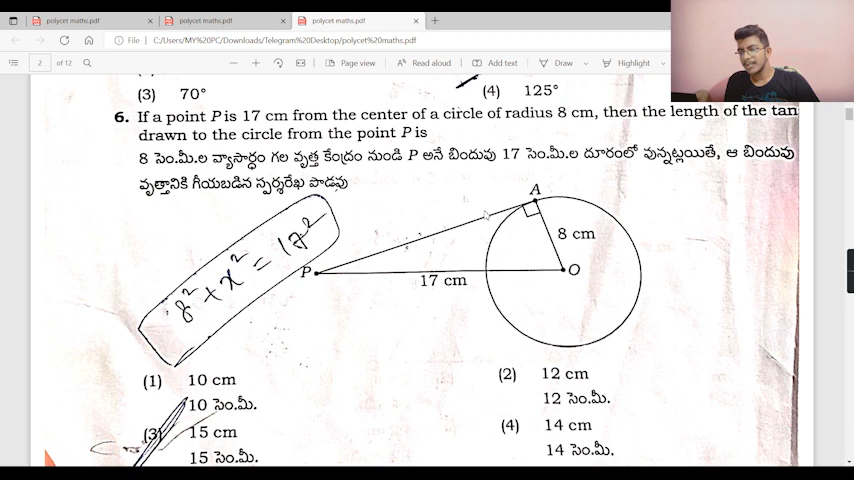 polycet maths.pdf
polycet maths.pdf
polycet maths.pdf
File
C:/Users/MY%20PC/Downloads/Telegram%20Desktop/polycet%20maths.pdf
2 of 12
Page view
Read aloud
Add text
Draw
Highlight
(3) 70°
(4) 125°
6. If a point P is 17 cm from the center of a circle of radius 8 cm, then the length of the tan
drawn to the circle from the point P is
8 సెం.మీ.ల వ్యాసార్ధం గల వృత్త కేంద్రం నుండి P అనే బిందువు 17 సెం.మీ.ల దూరంలో వున్నట్లయితే, ఆ బిందువు
వృత్తానికి గీయబడిన స్పర్శరేఖ పొడవు
A
8 cm
P
O
17 cm
8² + x² = 17²
(1) 10 cm
10 సెం.మీ.
(2) 12 cm
12 సెం.మీ.
(3) 15 cm
15 సెం.మీ.
(4) 14 cm
14 సెం.మీ.